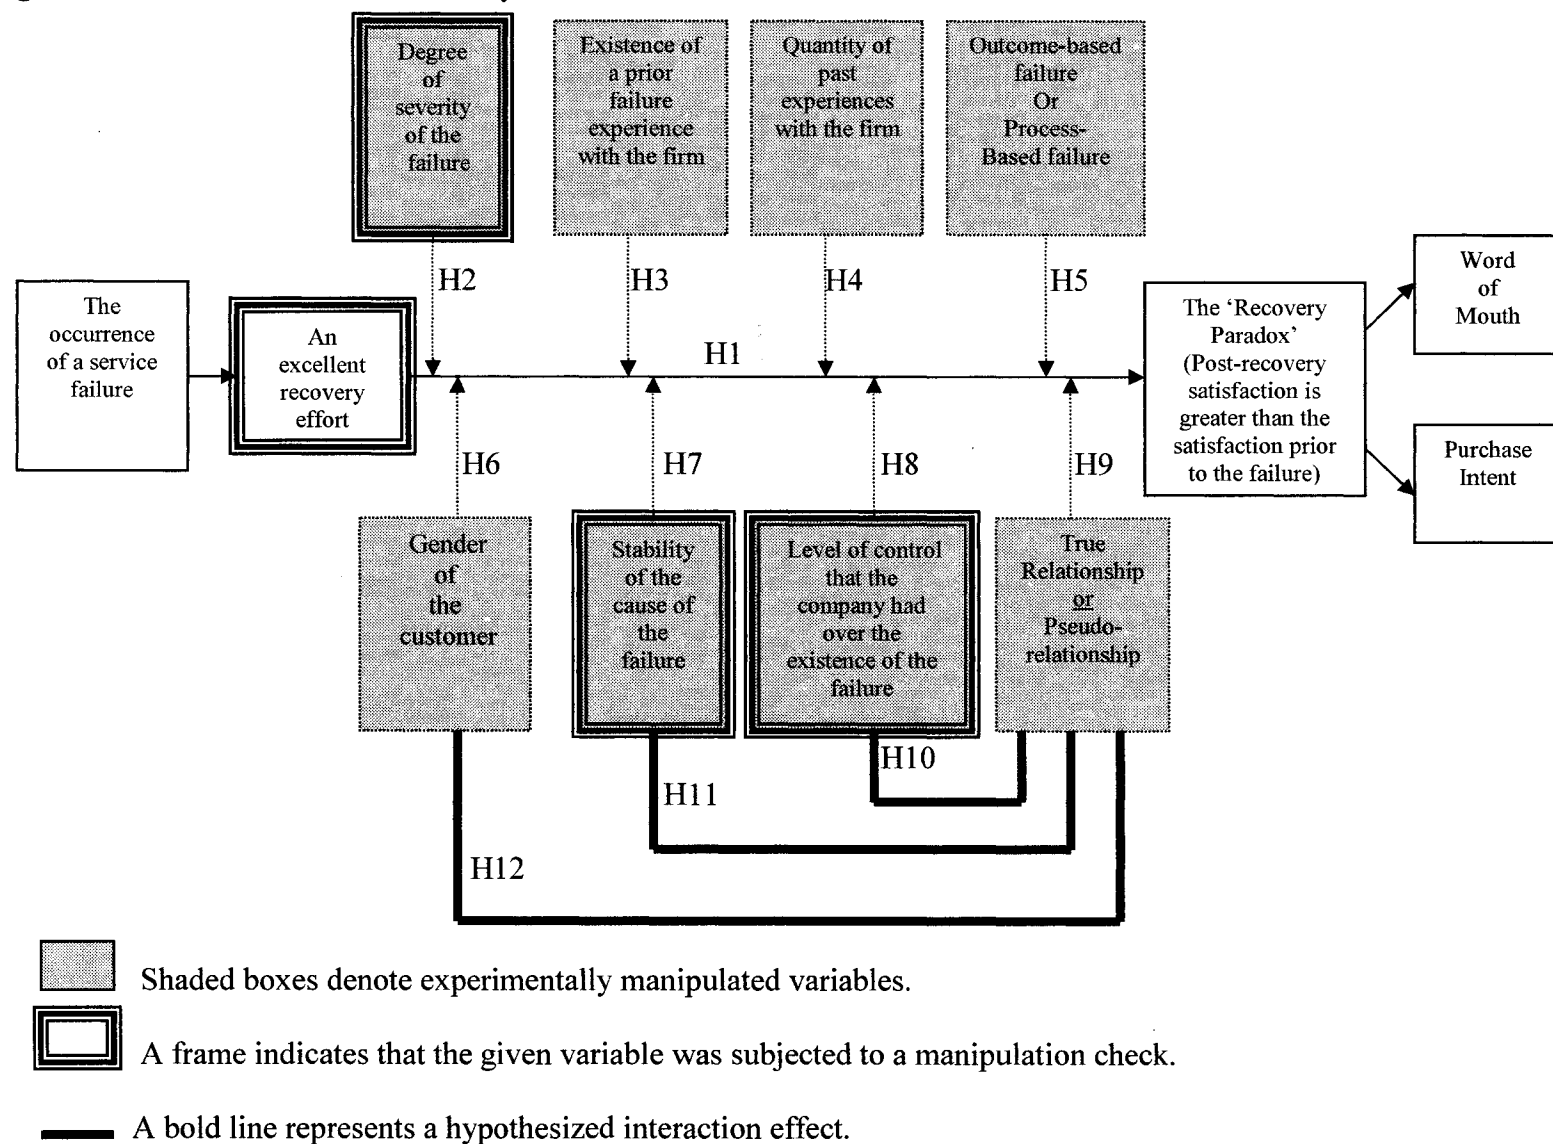 Degree
of
severity
of the
failure
Existence of
a prior
failure
experience
with the firm
Quantity of
past
experiences
with the firm
Outcome-based
failure
Or
Process-
Based failure
H2
H3
H4
H5
The
occurrence
of a service
failure
An
excellent
recovery
effort
H1
The ‘Recovery
Paradox’
(Post-recovery
satisfaction is
greater than the
satisfaction prior
to the failure)
Word
of
Mouth
Purchase
Intent
H6
H7
H8
H9
Gender
of
the
customer
Stability
of the
cause of
the
failure
Level of control
that the
company had
over the
existence of the
failure
True
Relationship
or
Pseudo-
relationship
H10
H11
H12
Shaded boxes denote experimentally manipulated variables.
A frame indicates that the given variable was subjected to a manipulation check.
A bold line represents a hypothesized interaction effect.